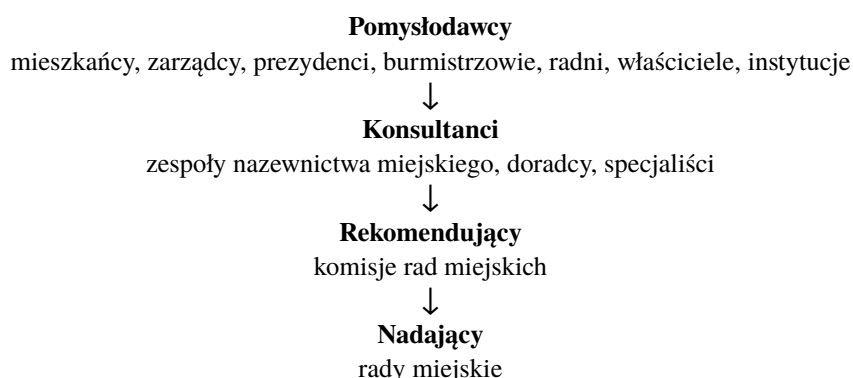 Pomysłodawcy
mieszkańcy, zarządcy, prezydenci, burmistrzowie, radni, właściciele, instytucje
↓
Konsultanci
zespoły nazewnictwa miejskiego, doradcy, specjaliści
↓
Rekomendujący
komisje rad miejskich
↓
Nadający
rady miejskie